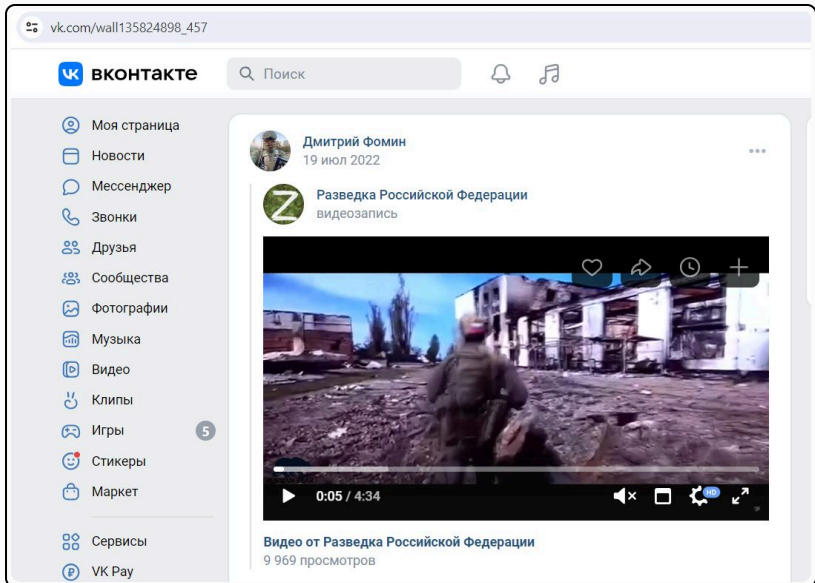 vk.com/wall135824898_457
вконтакте
Поиск
Моя страница
Новости
Мессенджер
Звонки
Друзья
Сообщества
Фотографии
Музыка
Видео
Клипы
Игры 5
Стикеры
Маркет
Сервисы
VK Pay
Дмитрий Фомин
19 июл 2022
Разведка Российской Федерации
видеозапись
0:05 / 4:34
HD
Видео от Разведка Российской Федерации
9 969 просмотров